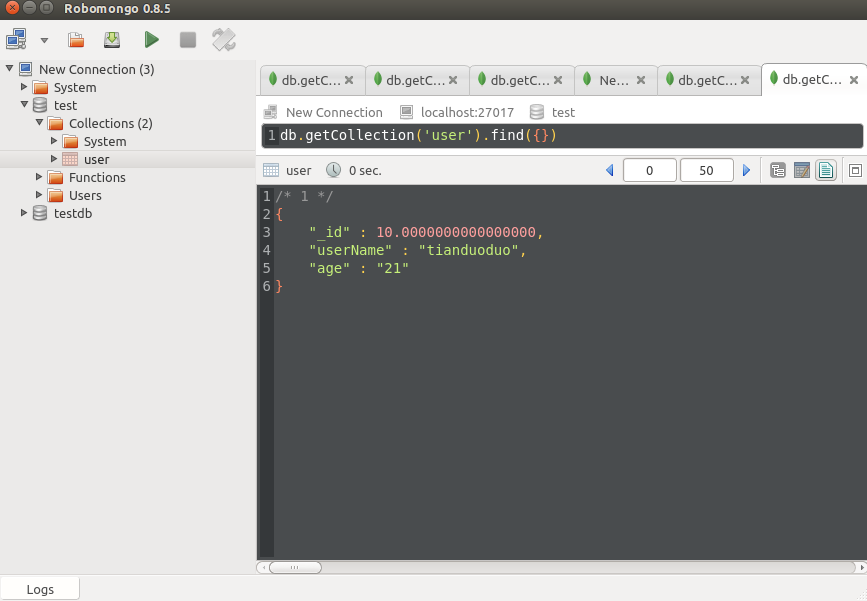 Robomongo 0.8.5
New Connection (3)
System
test
Collections (2)
System
user
Functions
Users
testdb
db.getC... db.getC... db.getC... Ne... db.getC... db.getC...
New Connection localhost:27017 test
1 db.getCollection('user').find({})
user 0 sec. 0 50
1 /* 1 */
2 {
3 "_id" : 10.0000000000000000,
4 "userName" : "tianduoduo",
5 "age" : "21"
6 }
Logs